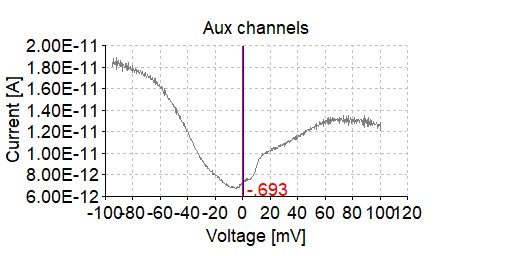 Aux channels
2.00E-11
1.80E-11
1.60E-11
1.40E-11
1.20E-11
1.00E-11
8.00E-12
6.00E-12
Current [A]
-.693
-100-80 -60 -40 -20 0 20 40 60 80 100 120
Voltage [mV]